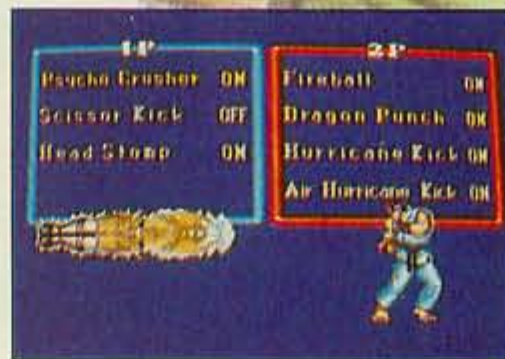 1P
Psycho Crusher ON
Scissor Kick OFF
Head Stomp ON
2P
Fireball ON
Dragon Punch ON
Hurricane Kick ON
Air Hurricane Kick ON